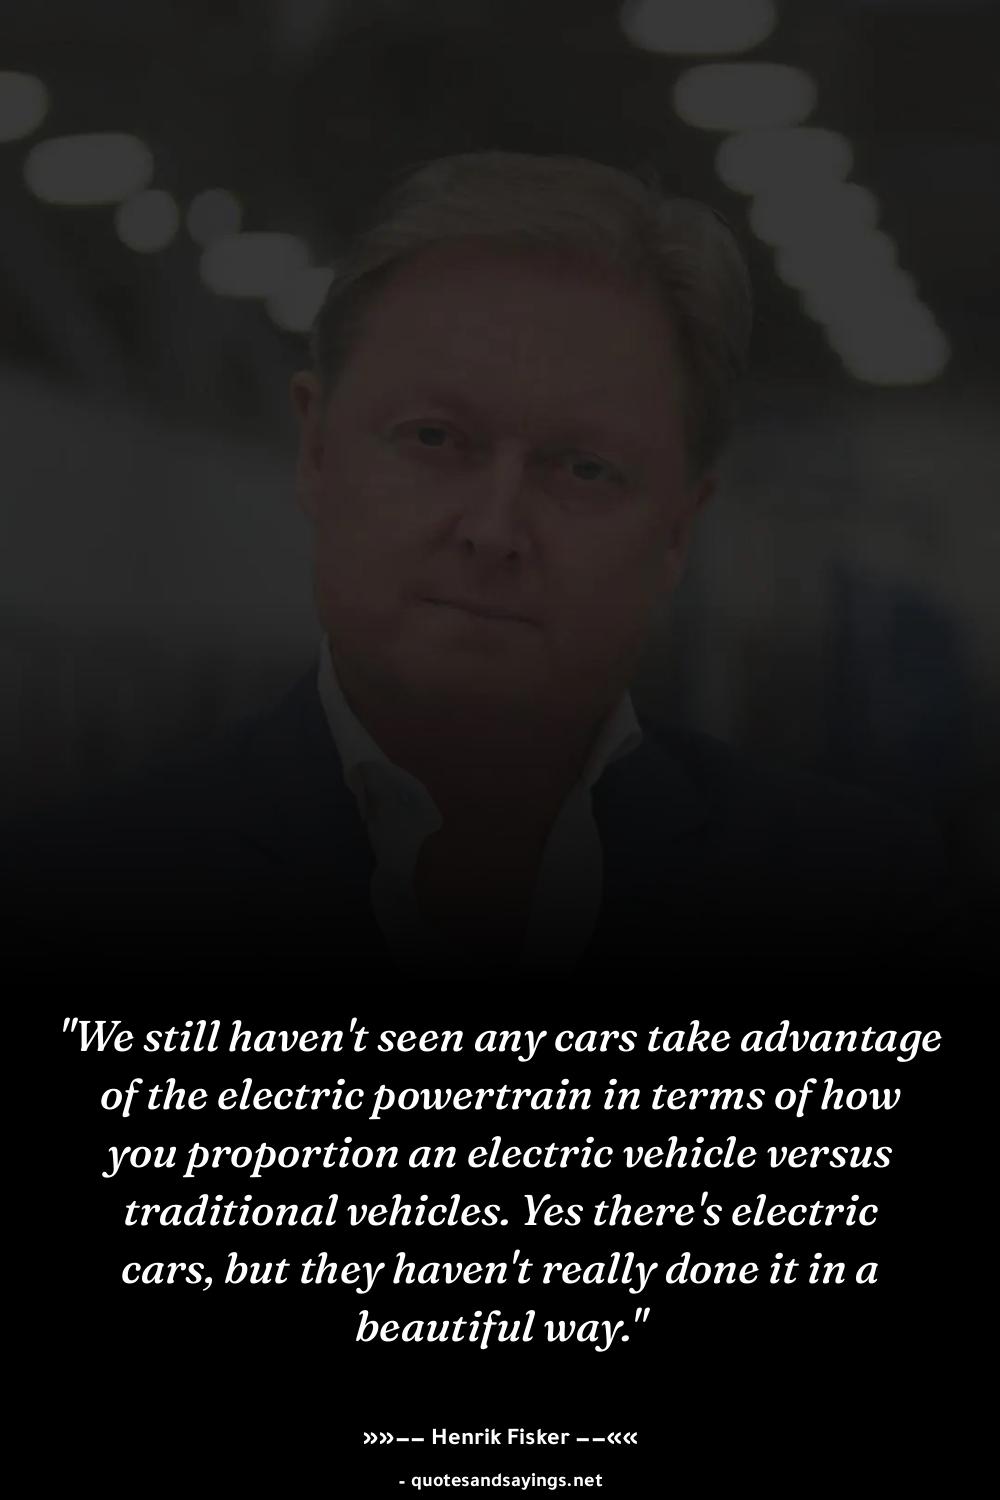 "We still haven't seen any cars take advantage
of the electric powertrain in terms of how
you proportion an electric vehicle versus
traditional vehicles. Yes there's electric
cars, but they haven't really done it in a
beautiful way."
»»−− Henrik Fisker −−««
- quotesandsayings.net